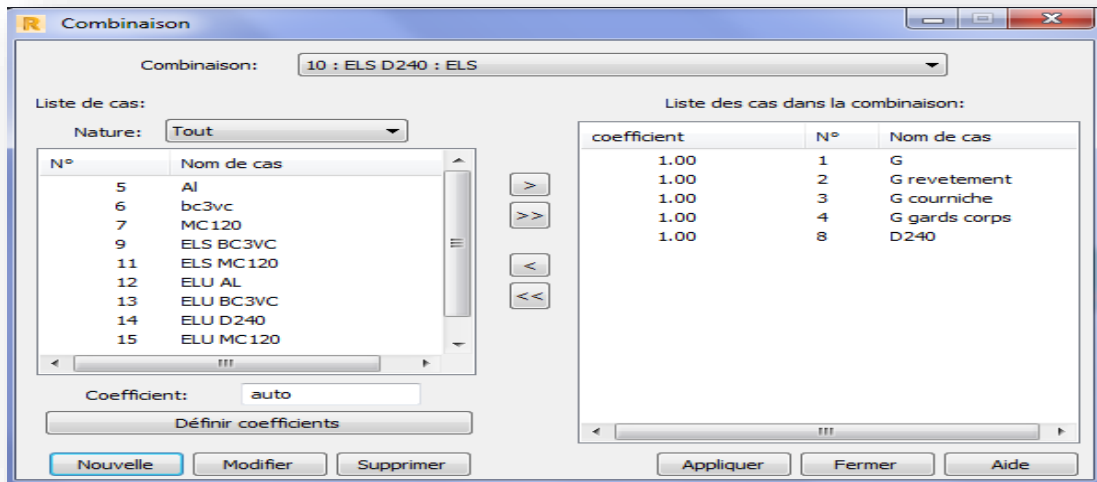 R Combinaison
Combinaison: 10 : ELS D240 : ELS
Liste de cas:
Nature: Tout
N° Nom de cas
5 Al
6 bc3vc
7 MC120
9 ELS BC3VC
11 ELS MC120
12 ELU AL
13 ELU BC3VC
14 ELU D240
15 ELU MC120
Coefficient: auto
Définir coefficients
Nouvelle Modifier Supprimer
> 
>>
<
<<
Liste des cas dans la combinaison:
coefficient N° Nom de cas
1.00 1 G
1.00 2 G revetement
1.00 3 G courniche
1.00 4 G gards corps
1.00 8 D240
Appliquer Fermer Aide